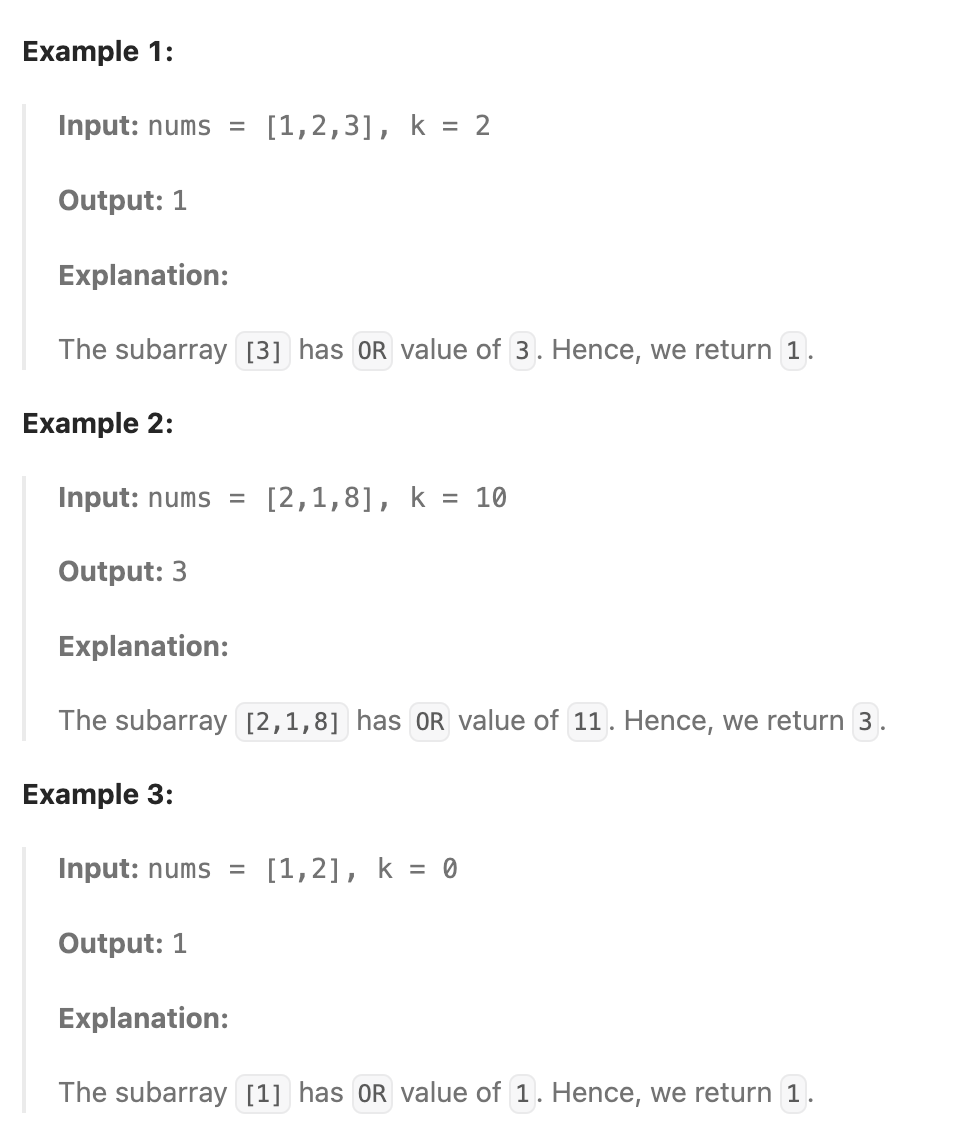 Example 1:
Input: nums = [1,2,3], k = 2
Output: 1
Explanation:
The subarray [3] has OR value of 3. Hence, we return 1.
Example 2:
Input: nums = [2,1,8], k = 10
Output: 3
Explanation:
The subarray [2,1,8] has OR value of 11. Hence, we return 3.
Example 3:
Input: nums = [1,2], k = 0
Output: 1
Explanation:
The subarray [1] has OR value of 1. Hence, we return 1.